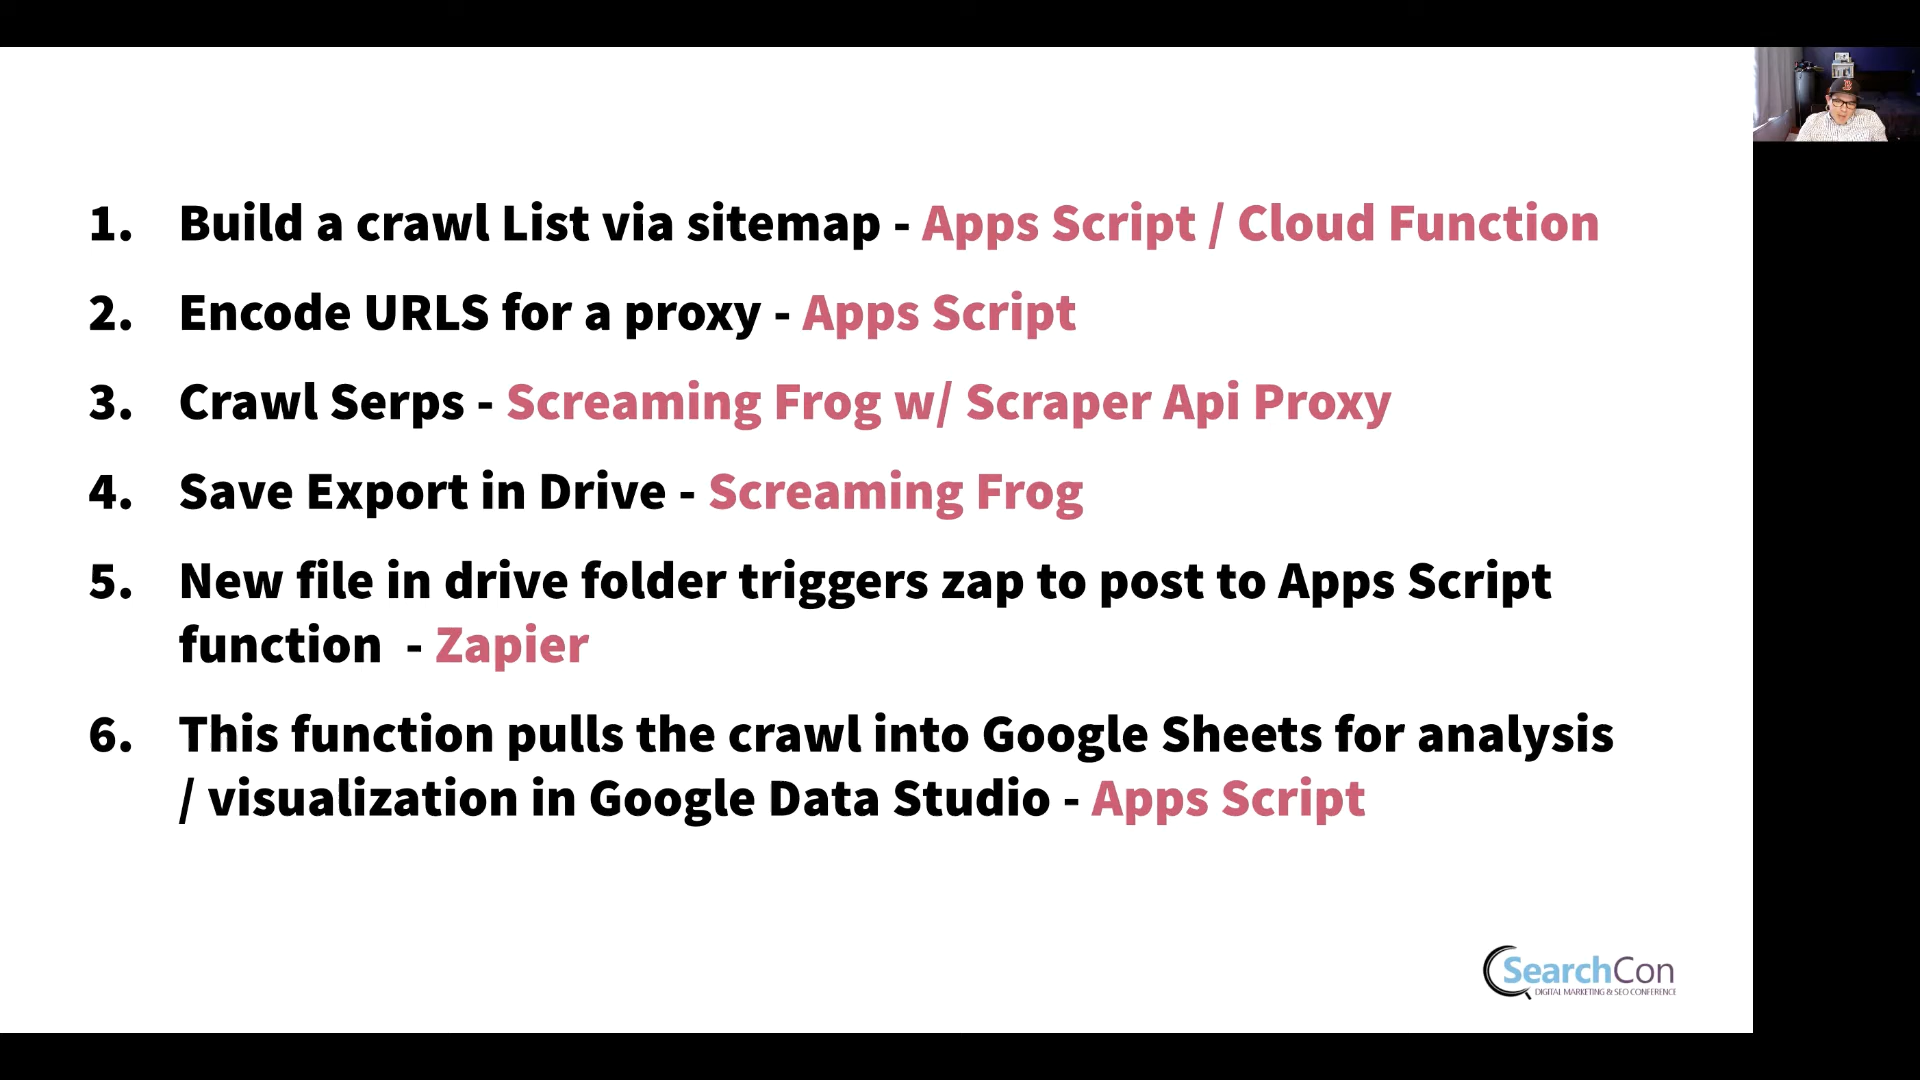 1. Build a crawl List via sitemap - Apps Script / Cloud Function
2. Encode URLS for a proxy - Apps Script
3. Crawl Serps - Screaming Frog w/ Scraper Api Proxy
4. Save Export in Drive - Screaming Frog
5. New file in drive folder triggers zap to post to Apps Script
function  - Zapier
6. This function pulls the crawl into Google Sheets for analysis
/ visualization in Google Data Studio - Apps Script
SearchCon
DIGITAL MARKETING & SEO CONFERENCE
B